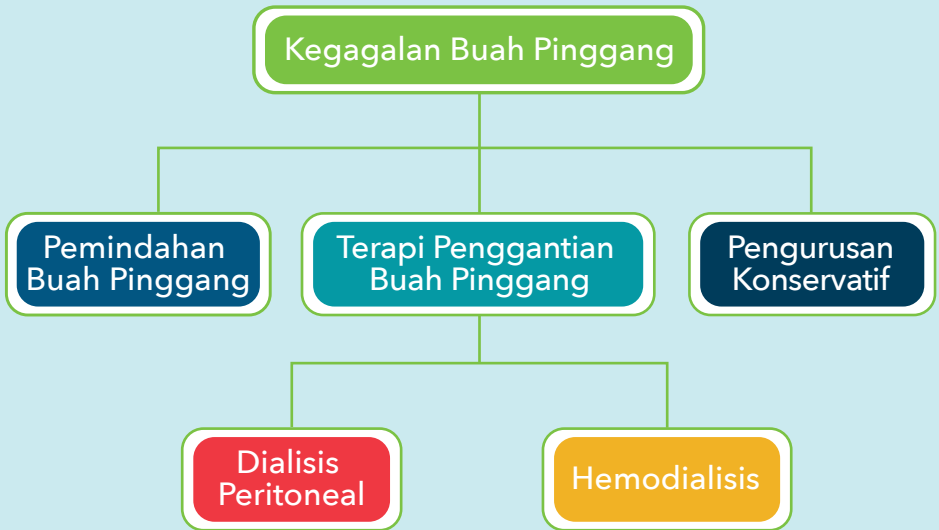 Kegagalan Buah Pinggang
Pemindahan
Buah Pinggang
Terapi Penggantian
Buah Pinggang
Pengurusan
Konservatif
Dialisis
Peritoneal
Hemodialisis